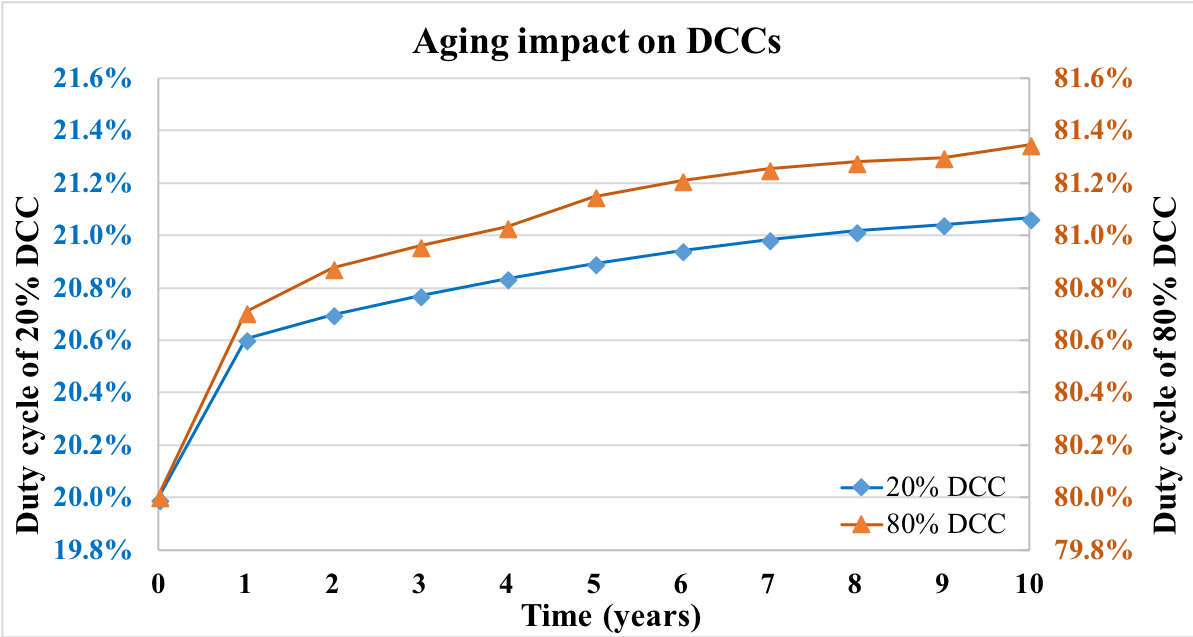 Aging impact on DCCs
Duty cycle of 20% DCC
21.6%
21.4%
21.2%
21.0%
20.8%
20.6%
20.4%
20.2%
20.0%
19.8%
81.6%
81.4%
81.2%
81.0%
80.8%
80.6%
80.4%
80.2%
80.0%
79.8%
Duty cycle of 80% DCC
20% DCC
80% DCC
0 1 2 3 4 5 6 7 8 9 10
Time (years)